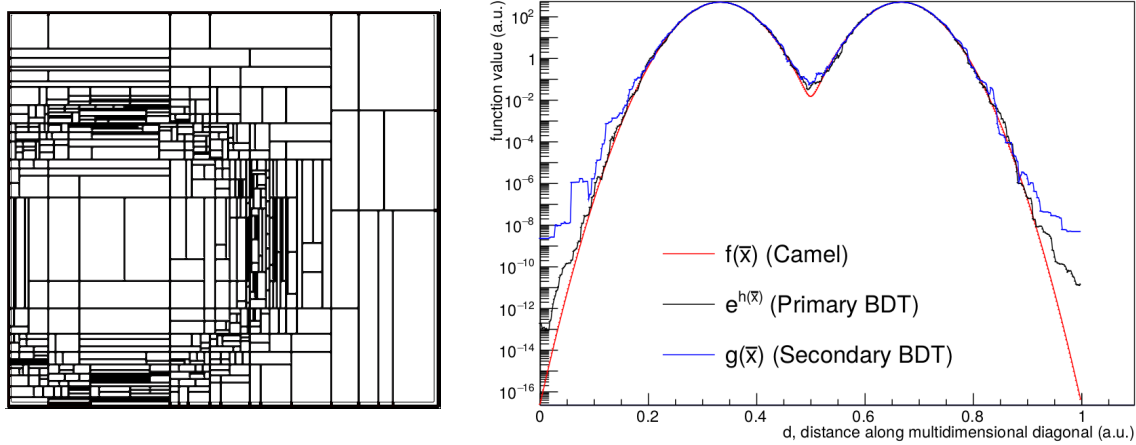 function value (a.u.)
10²
1
10⁻²
10⁻⁴
10⁻⁶
10⁻⁸
10⁻¹⁰
10⁻¹²
10⁻¹⁴
10⁻¹⁶
f(x̅) (Camel)
e^h(x̅) (Primary BDT)
g(x̅) (Secondary BDT)
0 0.2 0.4 0.6 0.8 1
d, distance along multidimensional diagonal (a.u.)